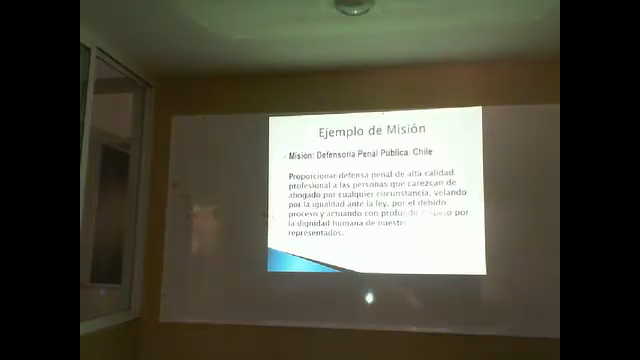 Ejemplo de Misión
Mision: Defensoria Penal Pública. Chile
Proporcionar defensa penal de alta calidad
profesional a las personas que carezcan de
abogado por cualquier circunstancia, velando
por la igualdad ante la ley, por el debido
proceso y actuando con profundo respeto por
la dignidad humana de nuestros
representados.